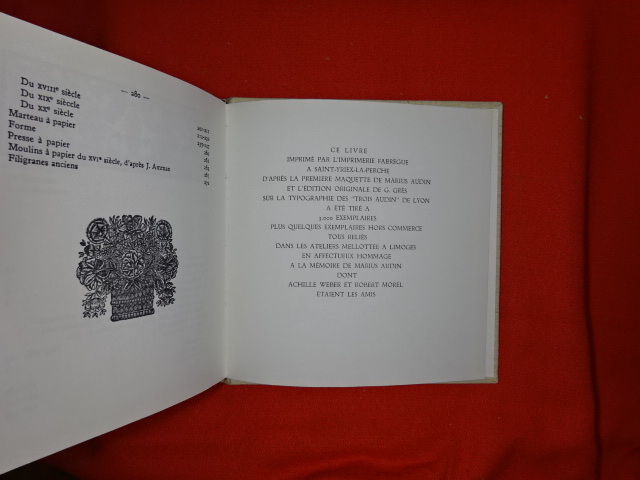 — 280 —
Du XVIIIe siècle
Du XIXe siècle
Du XXe siècle
Marteau à papier
Forme
Presse à papier
Moulins à papier du XVIe siècle, d'après J. Amman
Filigranes anciens
CE LIVRE
IMPRIMÉ PAR L'IMPRIMERIE FABRÈGUE
A SAINT-YRIEX-LA-PERCHE
D'APRÈS LA PREMIÈRE MAQUETTE DE MARIUS AUDIN
ET L'ÉDITION ORIGINALE DE G. GRÈS
SUR LA TYPOGRAPHIE DES "TROIS AUDIN" DE LYON
A ÉTÉ TIRÉ A
3.000 EXEMPLAIRES
PLUS QUELQUES EXEMPLAIRES HORS COMMERCE
TOUS RELIÉS
DANS LES ATELIERS MELLOTTÉE A LIMOGES
EN AFFECTUEUX HOMMAGE
A LA MÉMOIRE DE MARIUS AUDIN
DONT
ACHILLE WEBER ET ROBERT MOREL
ÉTAIENT LES AMIS